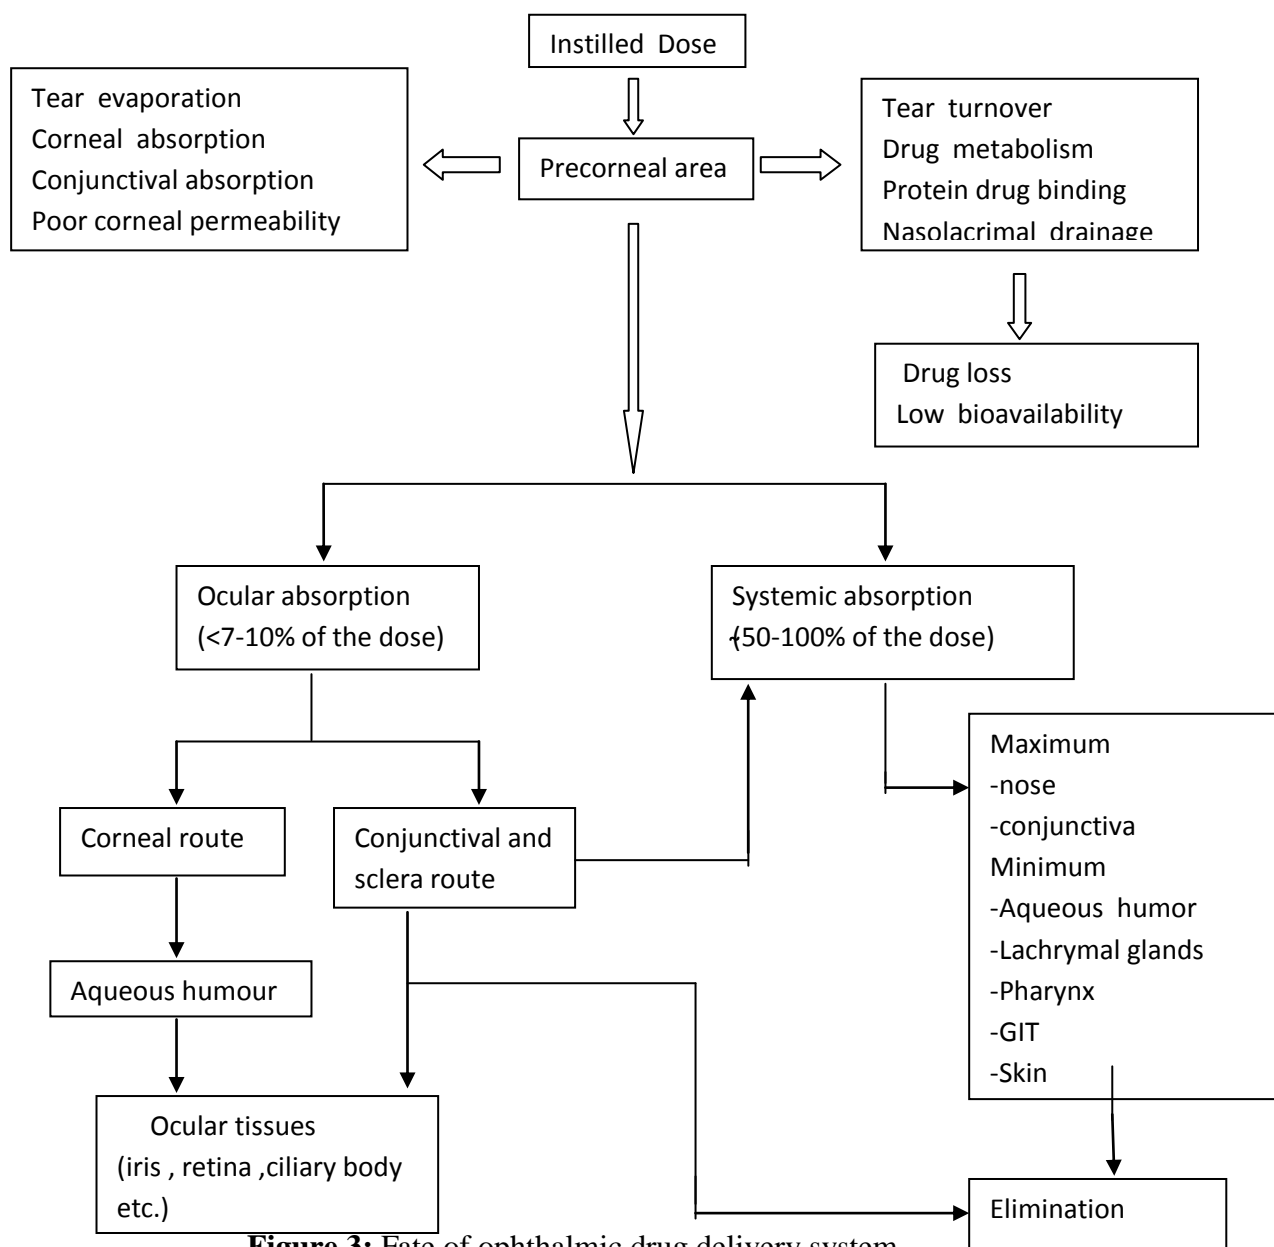 Instilled Dose
Tear evaporation
Corneal absorption
Conjunctival absorption
Poor corneal permeability
Precorneal area
Tear turnover
Drug metabolism
Protein drug binding
Nasolacrimal drainage
Drug loss
Low bioavailability
Ocular absorption
(<7-10% of the dose)
Systemic absorption
(~50-100% of the dose)
Corneal route
Conjunctival and
sclera route
Maximum
-nose
-conjunctiva
Minimum
-Aqueous humor
-Lachrymal glands
-Pharynx
-GIT
-Skin
Aqueous humour
Ocular tissues
(iris , retina ,ciliary body
etc.)
Elimination
Figure 3: Fate of ophthalmic drug delivery system